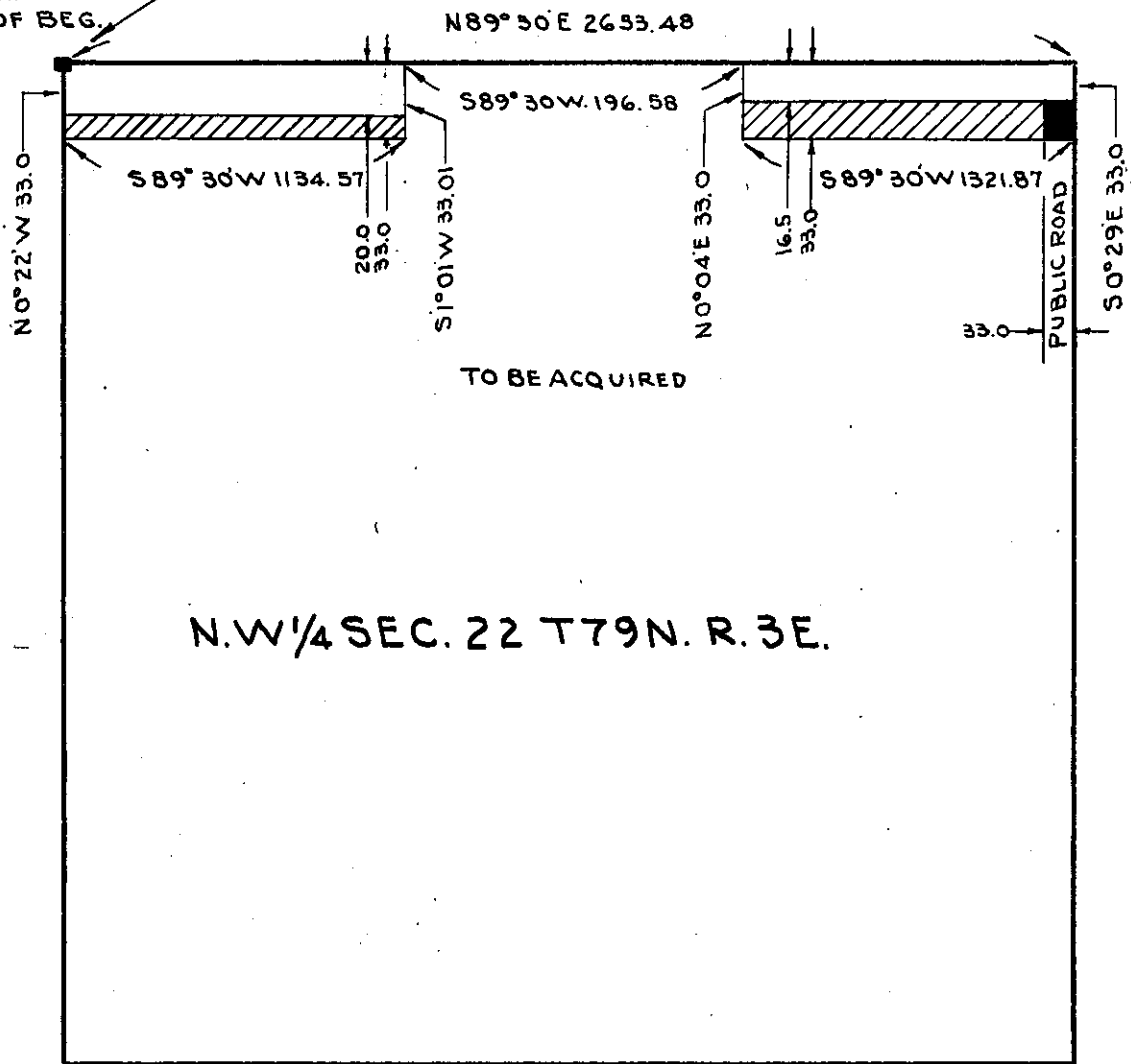 OF BEG.
N89°30'E 2653.48
S89°30'W. 196.58
S89°30'W 1134.57
S89°30'W 1321.87
N0°22'W 33.0
20.0
33.0
S1°01'W 33.01
N0°04'E 33.0
16.5
33.0
PUBLIC ROAD
S0°29'E 33.0
33.0
TO BE ACQUIRED
N.W 1/4 SEC. 22 T79N. R. 3E.